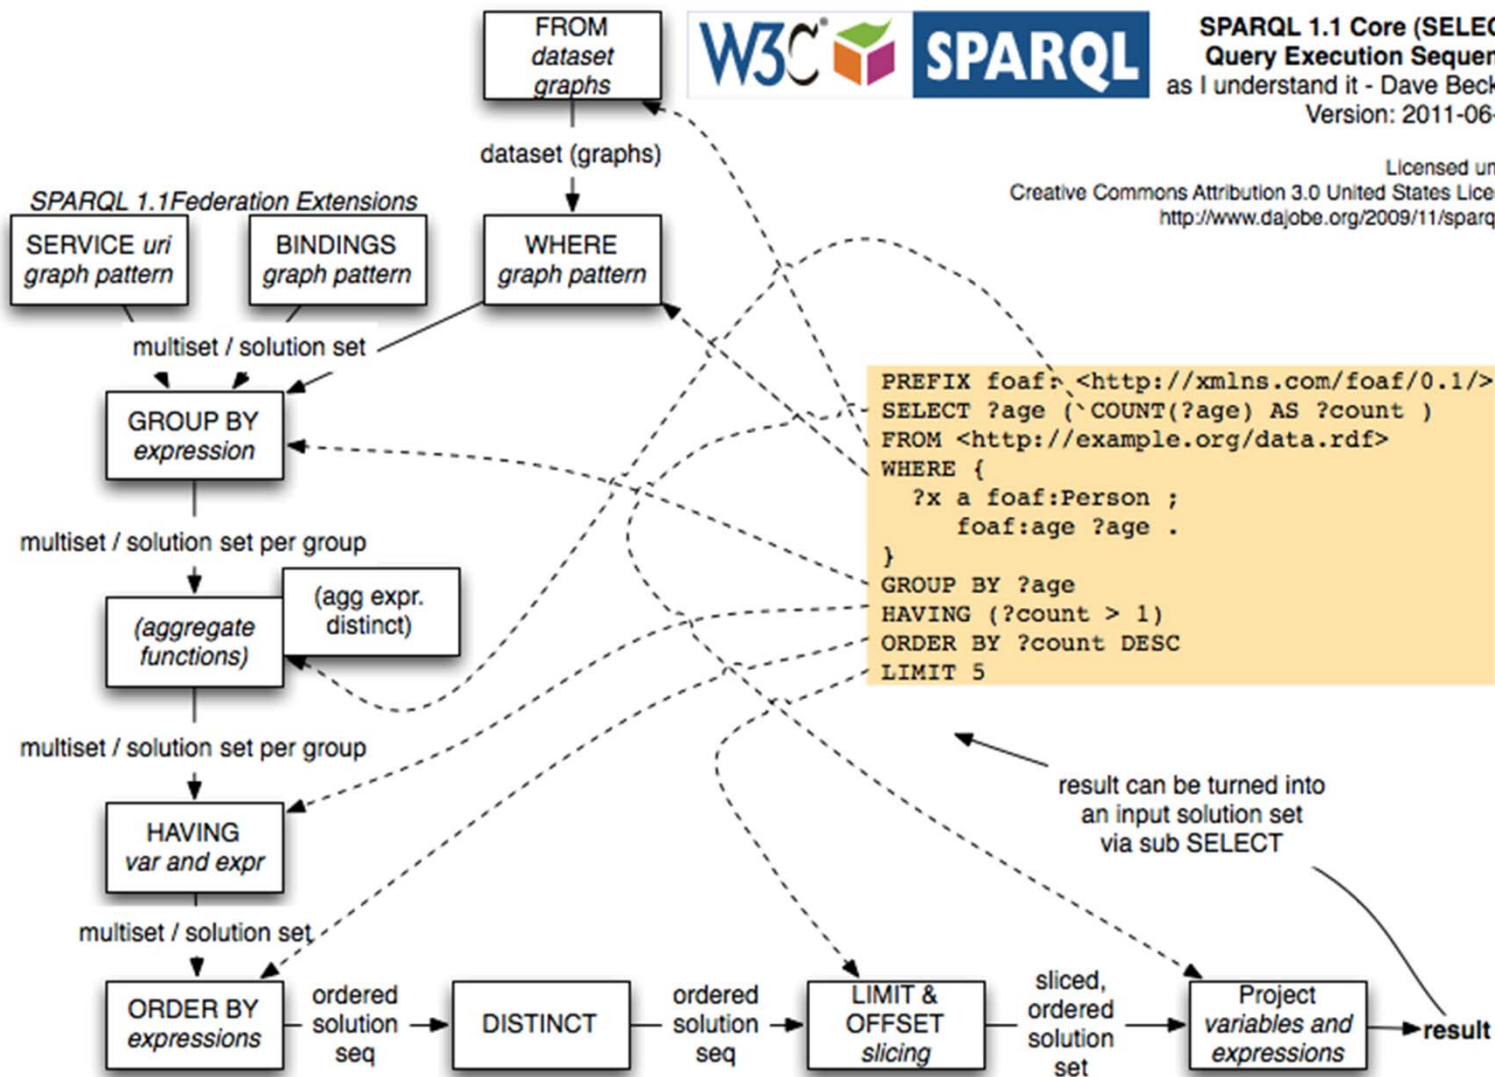 FROM
dataset
graphs
W3C®
SPARQL
SPARQL 1.1 Core (SELEC
Query Execution Sequen
as I understand it - Dave Beck
Version: 2011-06-
Licensed un
Creative Commons Attribution 3.0 United States Lice
http://www.dajobe.org/2009/11/sparq
dataset (graphs)
SPARQL 1.1Federation Extensions
SERVICE uri
graph pattern
BINDINGS
graph pattern
WHERE
graph pattern
multiset / solution set
GROUP BY
expression
PREFIX foaf: <http://xmlns.com/foaf/0.1/>
SELECT ?age ( COUNT(?age) AS ?count )
FROM <http://example.org/data.rdf>
WHERE {
?x a foaf:Person ;
foaf:age ?age .
}
GROUP BY ?age
HAVING (?count > 1)
ORDER BY ?count DESC
LIMIT 5
multiset / solution set per group
(aggregate
functions)
(agg expr.
distinct)
multiset / solution set per group
HAVING
var and expr
result can be turned into
an input solution set
via sub SELECT
multiset / solution set
ORDER BY
expressions
ordered
solution
seq
DISTINCT
ordered
solution
seq
LIMIT &
OFFSET
slicing
sliced,
ordered
solution
set
Project
variables and
expressions
result